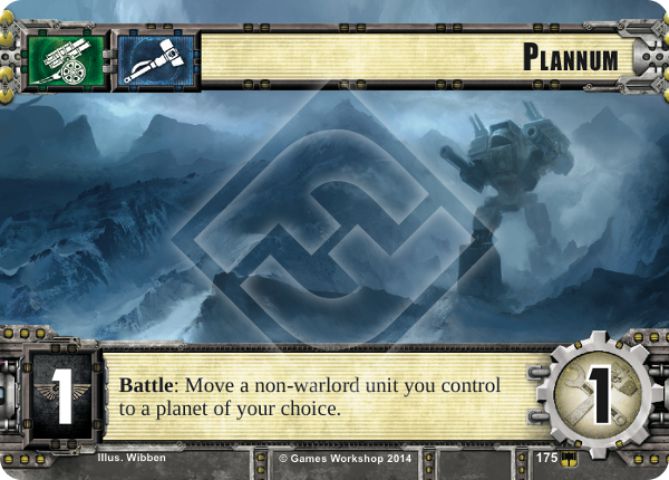 PLANNUM
1
Battle: Move a non-warlord unit you control
to a planet of your choice.
1
Illus. Wibben
© Games Workshop 2014
175